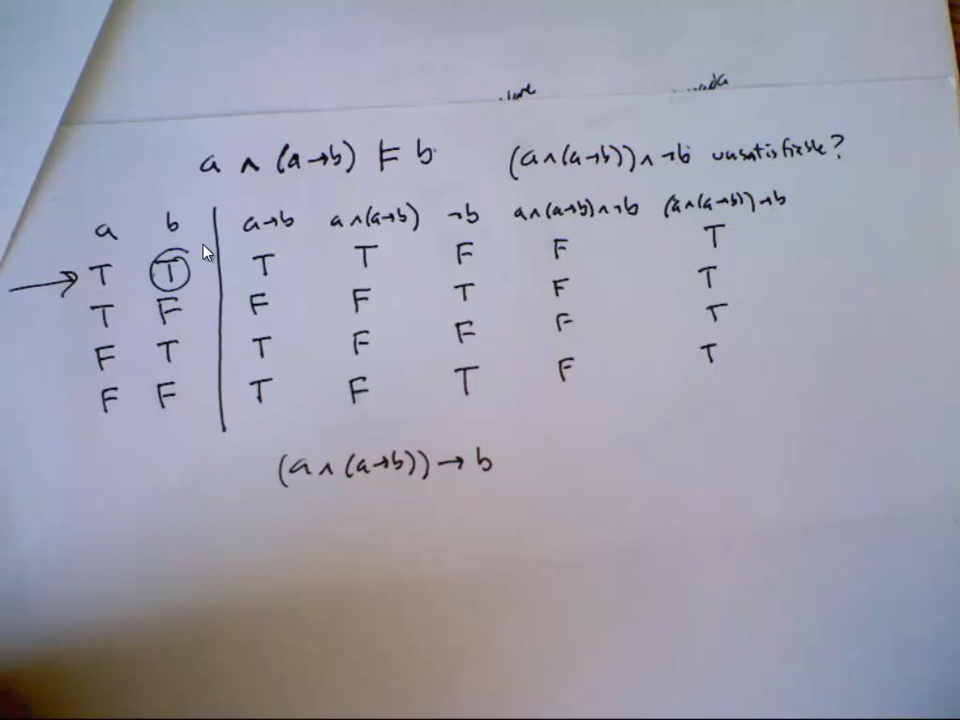 a ∧ (a→b) ⊨ b (a∧(a→b))∧¬b unsatisfiable?
a b a→b a∧(a→b) ¬b a∧(a→b)∧¬b (a∧(a→b))→b
T T T T F F T
T F F F T F T
F T T F F F T
F F T F T F T
(a∧(a→b))→b